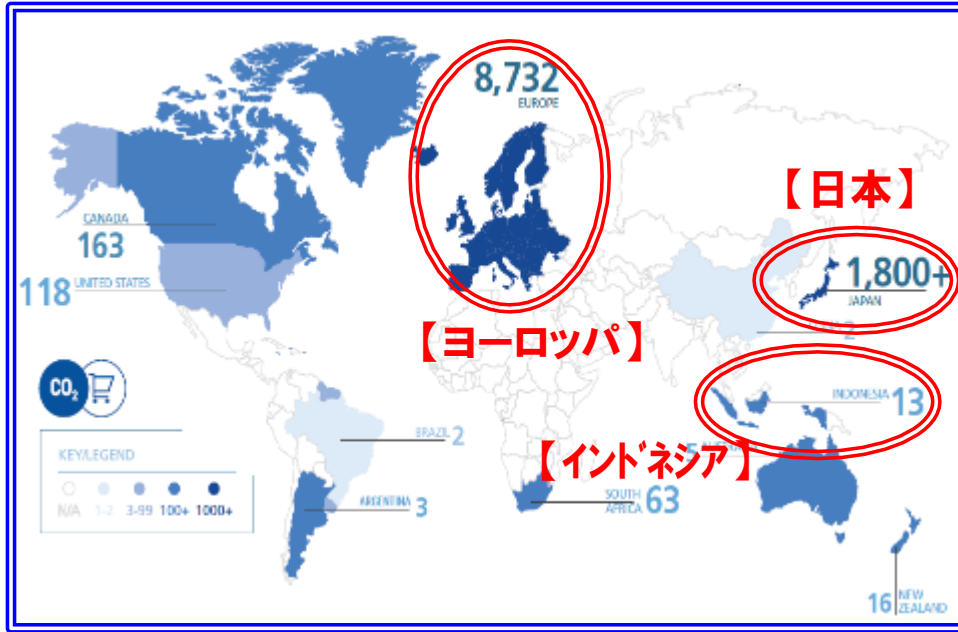 8,732
EUROPE
【日本】
CANADA
163
1,800+
JAPAN
118 UNITED STATES
2
【ヨーロッパ】
CO₂
INDONESIA 13
BRAZIL 2
KEY/LEGEND
【インドネシア】
5
N/A 1-2 3-99 100+ 1000+
ARGENTINA 3
SOUTH
AFRICA 63
16 NEW
ZEALAND